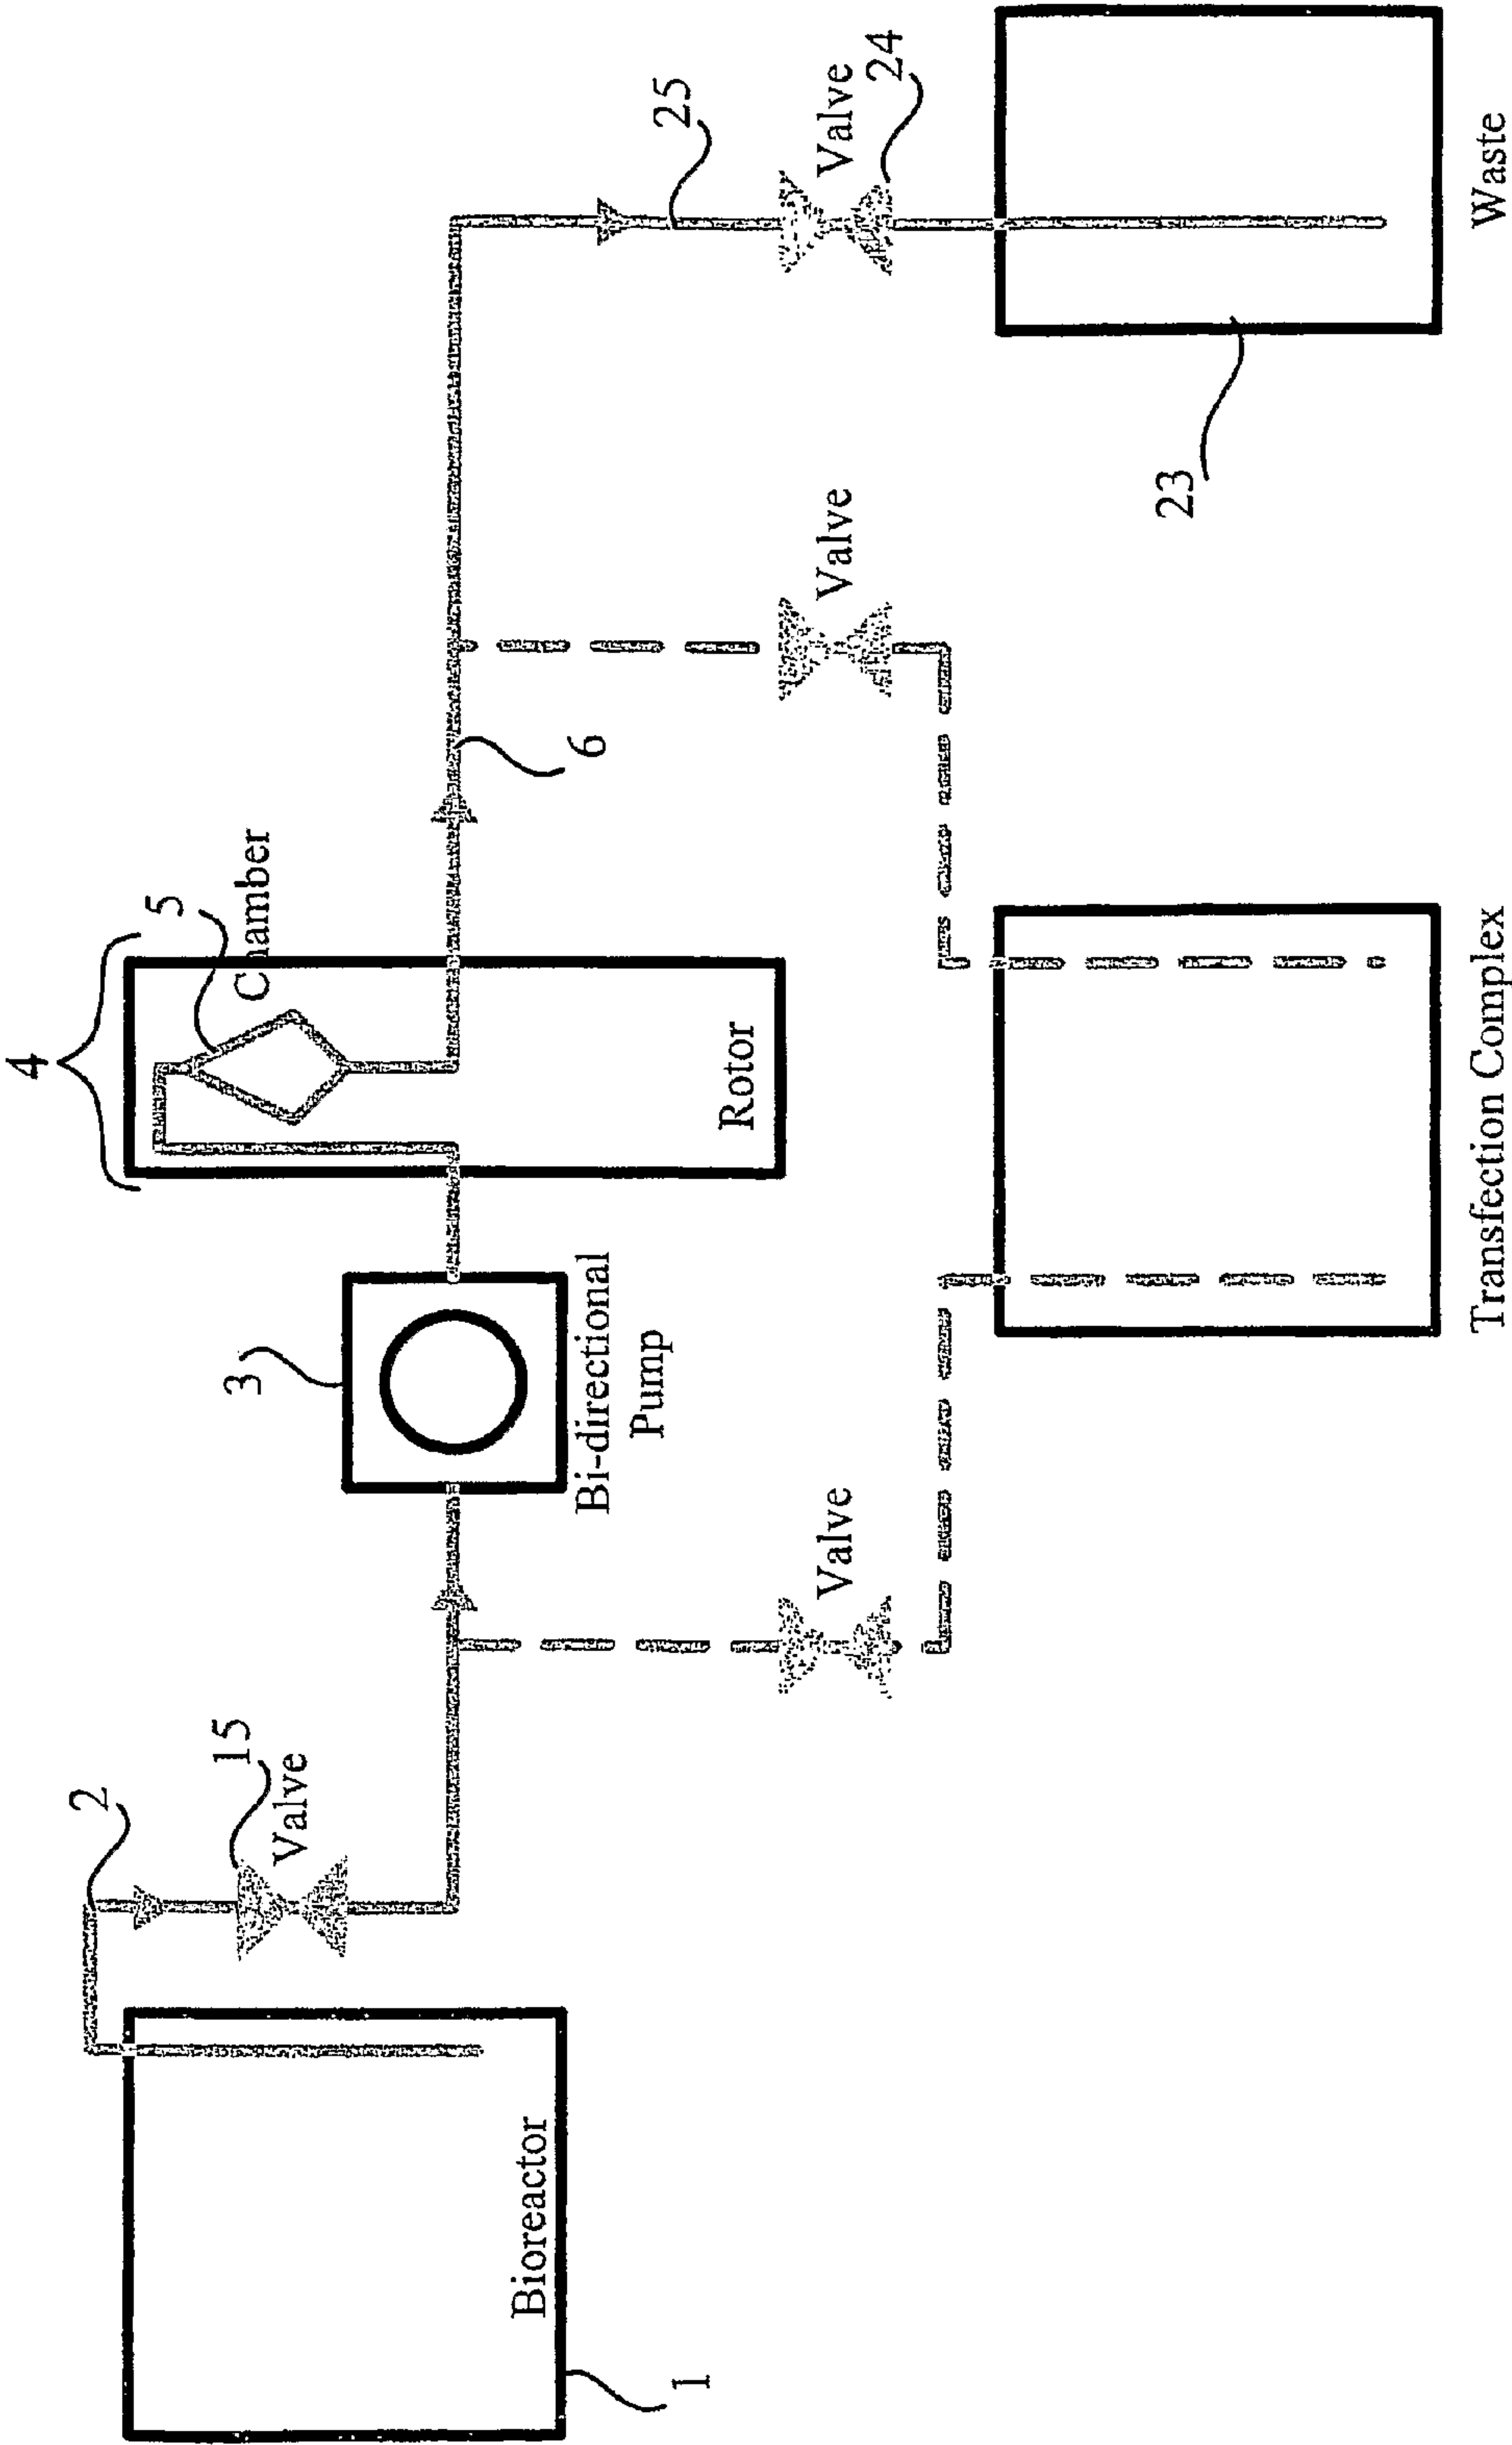 4
5
Chamber
Rotor
2
15
Valve
3
Bi-directional
Pump
6
25
Valve
24
Valve
Valve
Bioreactor
1
23
Transfection Complex
Waste